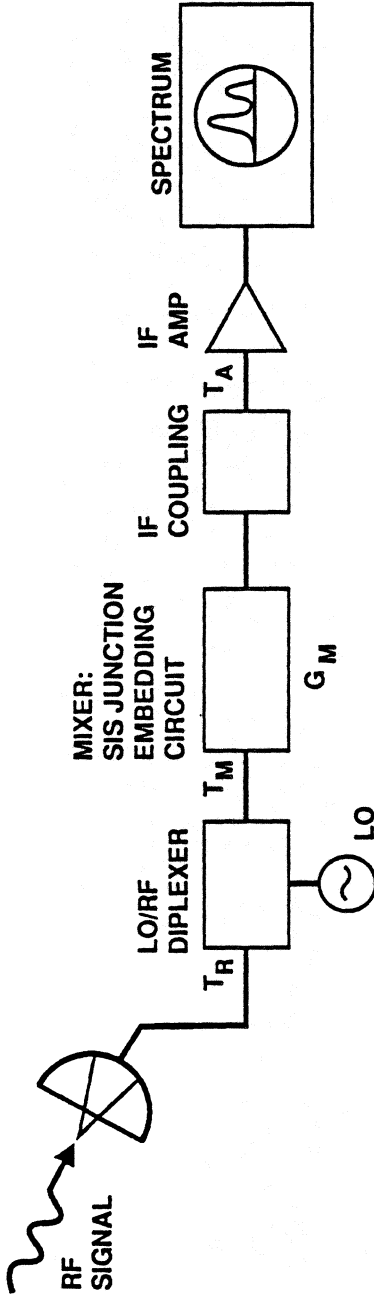 RF
SIGNAL
T_R
LO/RF
DIPLEXER
LO
T_M
MIXER:
SIS JUNCTION
EMBEDDING
CIRCUIT
G_M
IF
COUPLING
T_A
IF
AMP
SPECTRUM